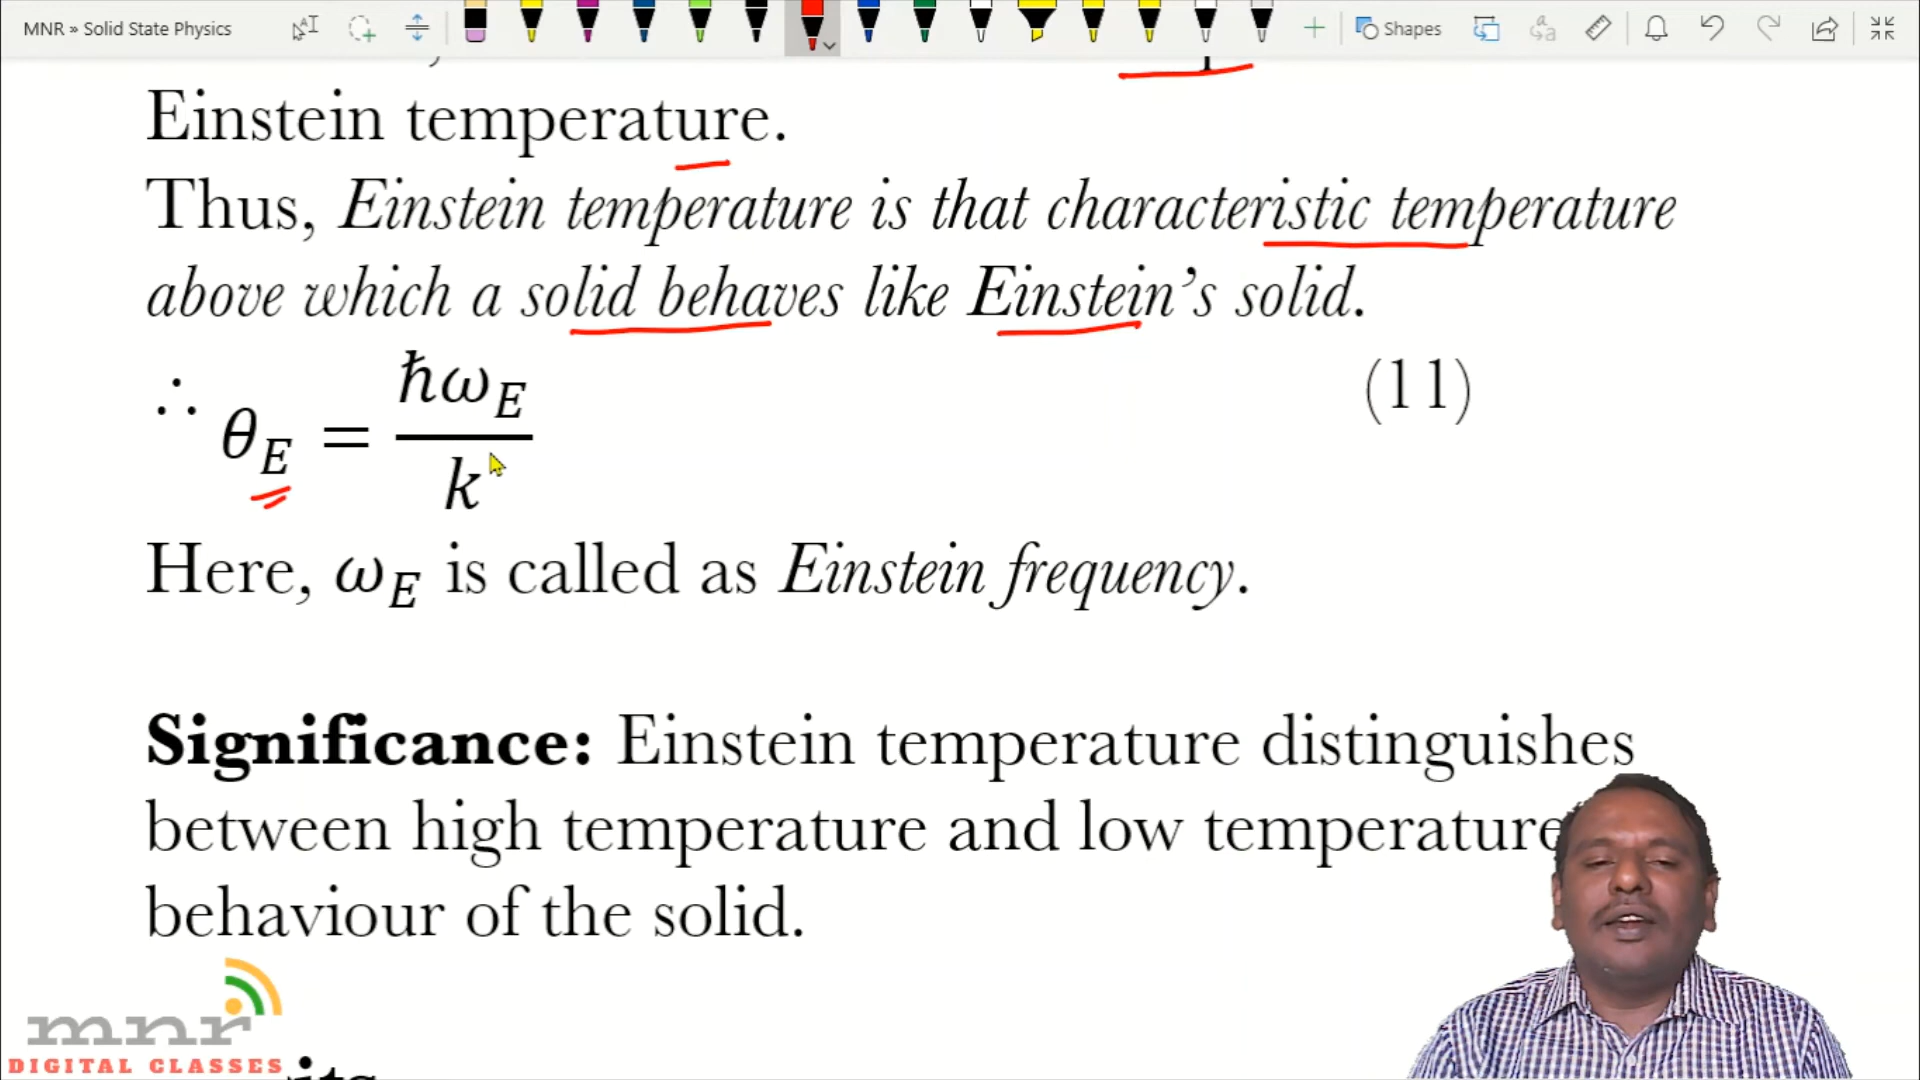 MNR » Solid State Physics
Shapes
Einstein temperature.
Thus, Einstein temperature is that characteristic temperature
above which a solid behaves like Einstein's solid.
∴ θ_E = ħω_E / k (11)
Here, ω_E is called as Einstein frequency.
Significance: Einstein temperature distinguishes
between high temperature and low temperature
behaviour of the solid.
mnr
DIGITAL CLASSES